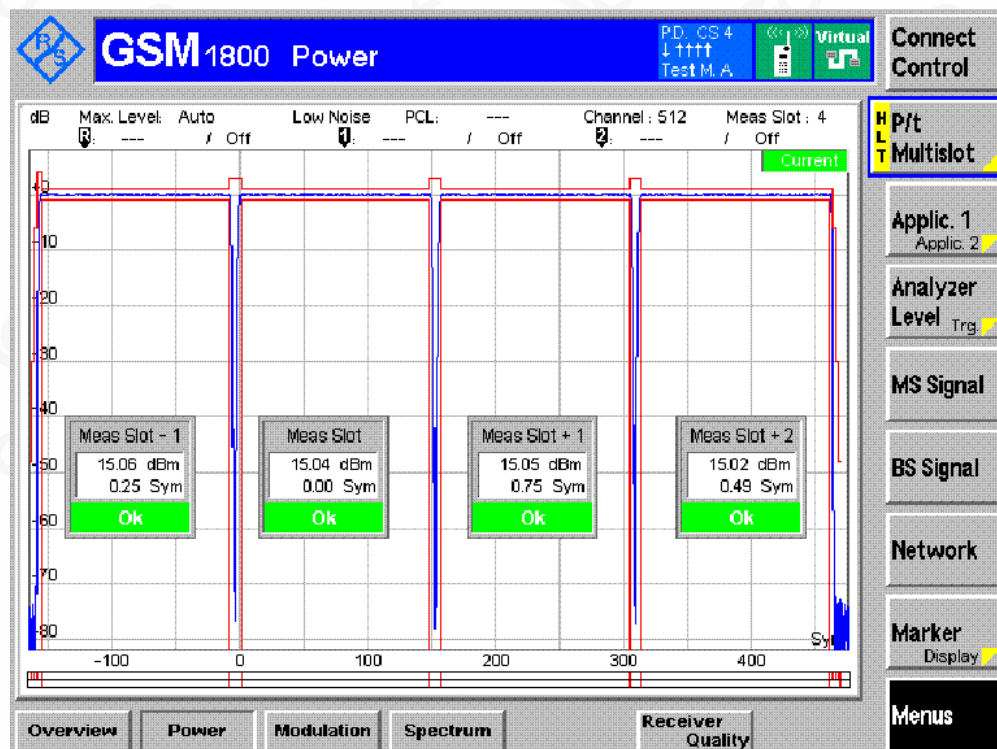 R/S
GSM 1800 Power
PD. CS 4
↓ ↑↑↑↑
Test M. A
Virtual
Connect
Control
dB Max. Level: Auto Low Noise PCL: --- Channel : 512 Meas Slot : 4
R: --- / Off 1: --- / Off 2: --- / Off
HLT
P/t
Multislot
Current
+0
-10
-20
-30
-40
-50
-60
-70
-80
Meas Slot - 1
15.06 dBm
0.25 Sym
Ok
Meas Slot
15.04 dBm
0.00 Sym
Ok
Meas Slot + 1
15.05 dBm
0.75 Sym
Ok
Meas Slot + 2
15.02 dBm
0.49 Sym
Ok
-100 0 100 200 300 400
Applic. 1
Applic. 2
Analyzer
Level Trg.
MS Signal
BS Signal
Network
Marker
Display
Menus
Overview Power Modulation Spectrum Receiver
Quality